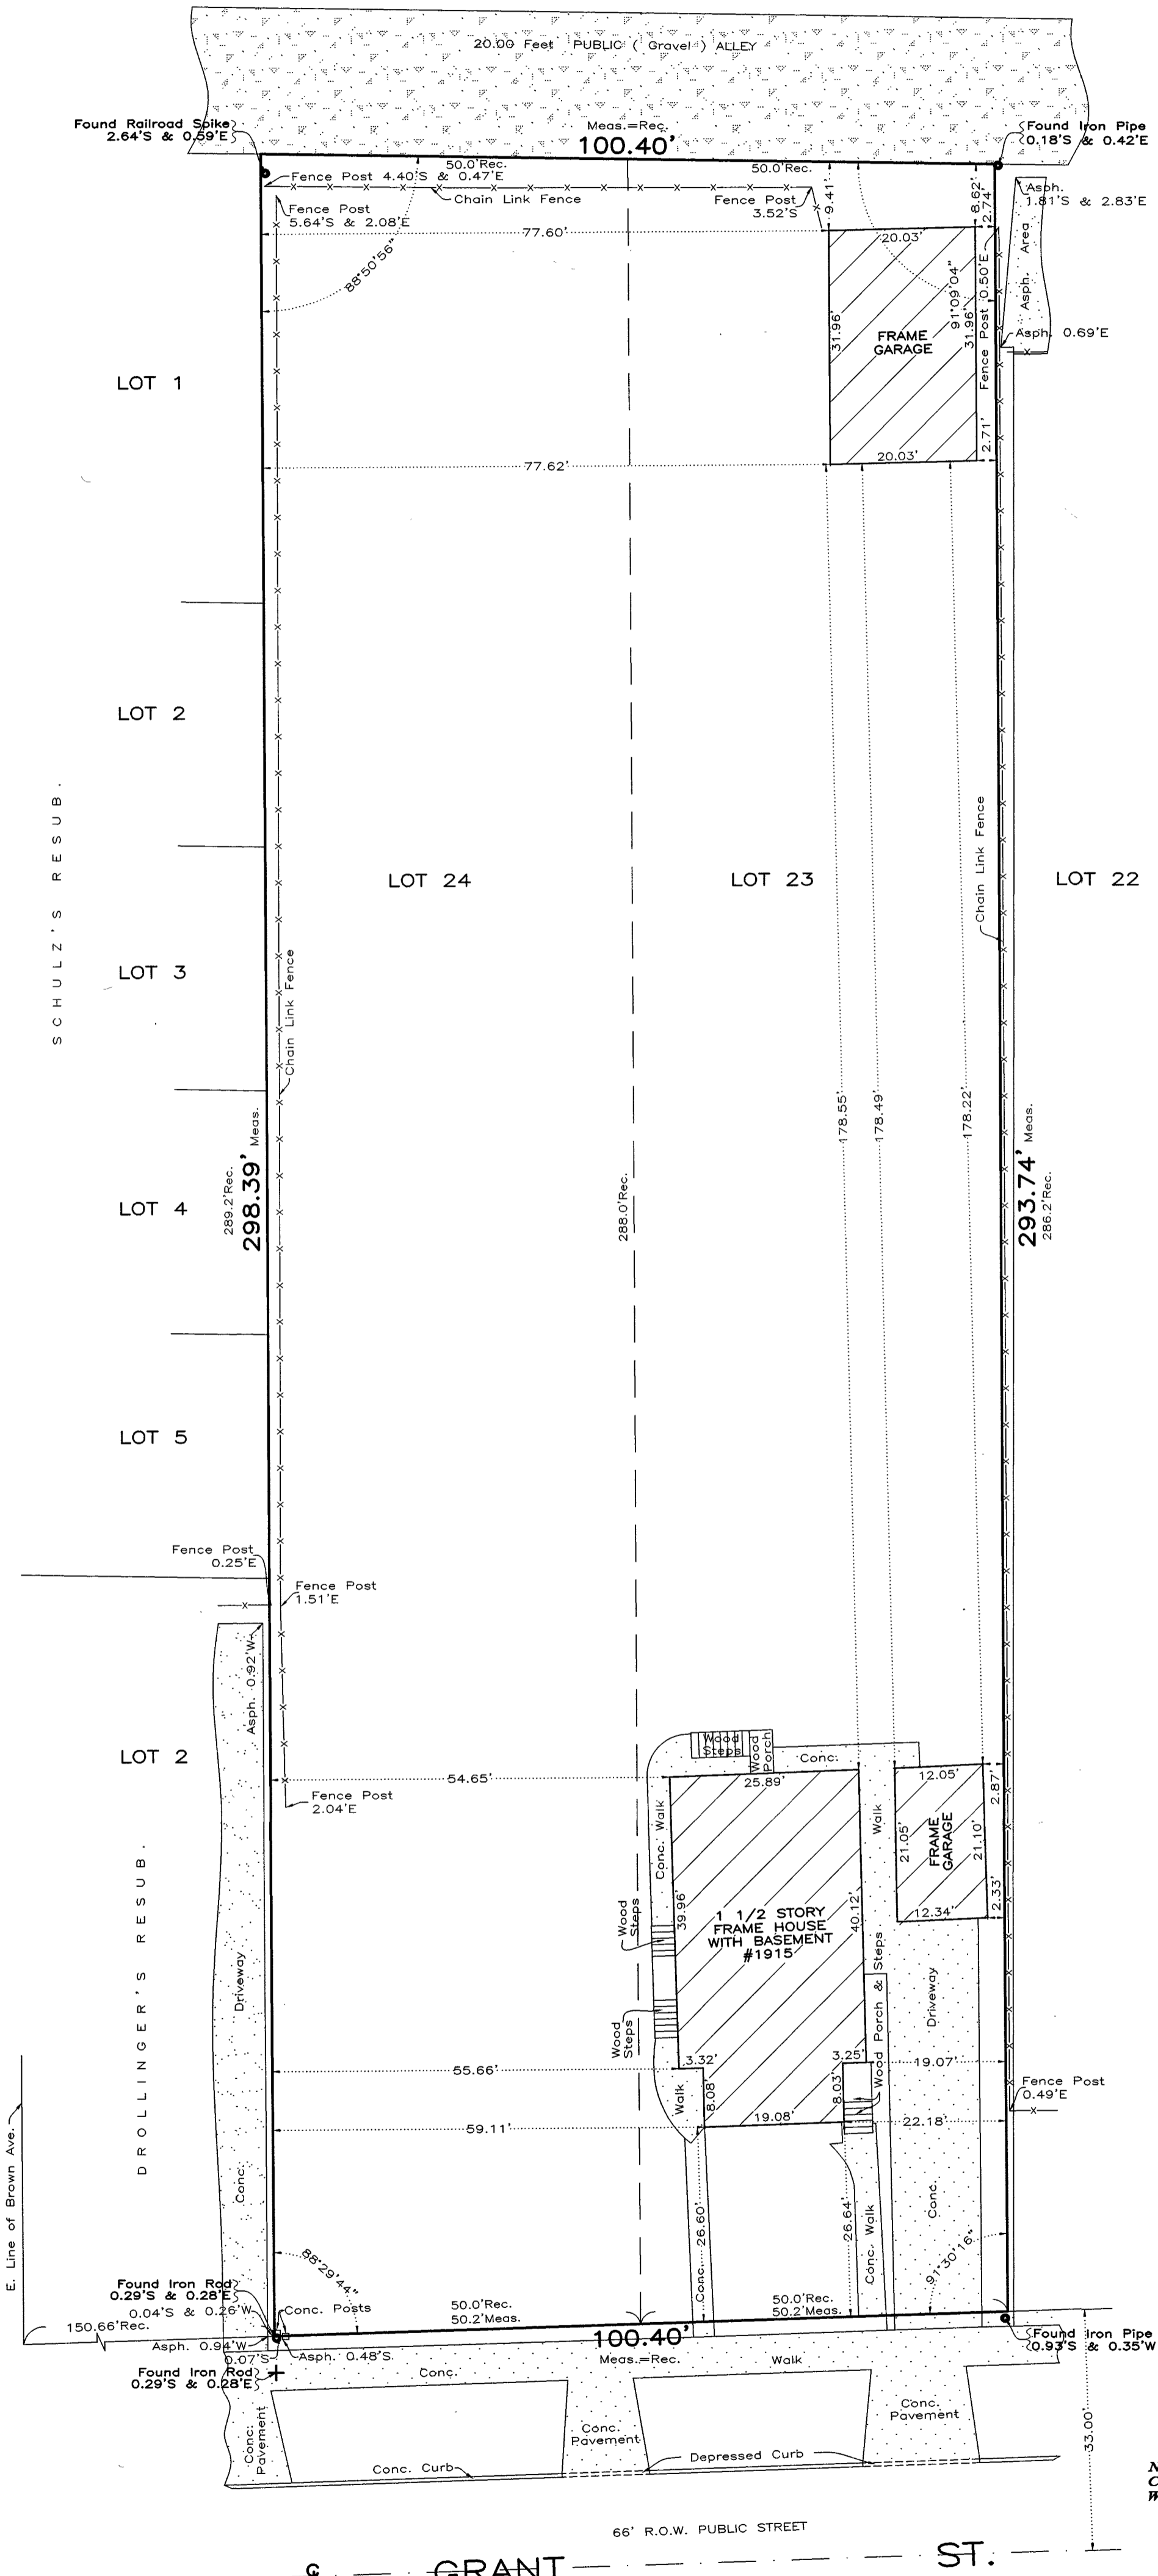 20.00 Feet PUBLIC ( Gravel ) ALLEY
Found Railroad Spike
2.64'S & 0.59'E
Meas.=Rec.
100.40'
Found Iron Pipe
0.18'S & 0.42'E
50.0'Rec.
50.0'Rec.
Fence Post 4.40'S & 0.47'E
Chain Link Fence
Fence Post
3.52'S
9.41'
8.62'
2.74'
Asph.
1.81'S & 2.83'E
Fence Post
5.64'S & 2.08'E
77.60'
20.03'
88°50'56"
Asph. Area
31.96'
FRAME
GARAGE
91°09'04"
31.96'
Fence Post 0.50'E
Asph. 0.69'E
LOT 1
2.71'
77.62'
20.03'
LOT 2
SCHULZ'S RESUB.
LOT 24
LOT 23
LOT 22
Chain Link Fence
LOT 3
Chain Link Fence
289.2'Rec.
298.39' Meas.
288.0'Rec.
178.55'
178.49'
178.22'
293.74' Meas.
286.2'Rec.
LOT 4
LOT 5
Fence Post
0.25'E
Fence Post
1.51'E
Asph. 0.92'W
LOT 2
Wood
Steps
Wood
Porch
Conc.
54.65'
25.89'
12.05'
2.87'
Fence Post
2.04'E
Conc. Walk
Walk
21.05'
FRAME
GARAGE
21.10'
39.96'
1 1/2 STORY
FRAME HOUSE
WITH BASEMENT
#1915
40.12'
12.34'
2.33'
Wood
Steps
Wood
Steps
Wood Porch & Steps
Driveway
Driveway
DROLLINGER'S RESUB.
55.66'
3.32'
3.25'
19.07'
Walk
8.08'
8.03'
Fence Post
0.49'E
59.11'
19.08'
22.18'
E. Line of Brown Ave.
Conc.
Conc.
26.60'
26.64'
Conc. Walk
Conc.
91°30'16"
88°29'44"
Found Iron Rod
0.29'S & 0.28'E
0.04'S & 0.26'W
Conc. Posts
50.0'Rec.
50.2'Meas.
50.0'Rec.
50.2'Meas.
150.66'Rec.
Asph. 0.94'W
0.07'S
Asph. 0.48'S.
100.40'
Meas.=Rec.
Walk
Found Iron Pipe
0.93'S & 0.35'W
Found Iron Rod
0.29'S & 0.28'E
Conc.
Conc.
Pavement
Conc.
Pavement
Conc.
Pavement
33.00'
Conc. Curb
Depressed Curb
66' R.O.W. PUBLIC STREET
GRANT ST.